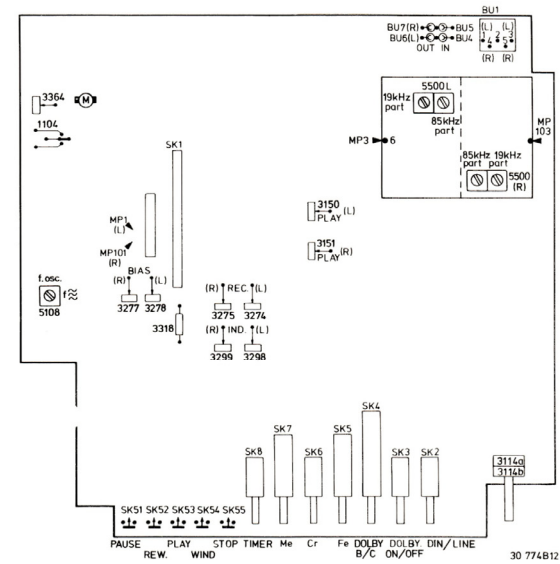 BU1
BU7(R) BU5
BU6(L) BU4
OUT IN
(L) (L)
1 2 3
4 5
(R) (R)
3364
M
1104
5500L
19kHz part
85kHz part
MP3 6
MP 103
85kHz part 19kHz part
5500 (R)
SK1
MP1 (L)
MP101 (R)
3150 (L)
PLAY
3151 (R)
PLAY
BIAS
(R) (L)
3277 3278
f.osc.
f
5108
3318
(R) REC. (L)
3275 3274
(R) IND. (L)
3299 3298
SK4
SK7 SK5
SK8 SK6 SK3 SK2
3114a
3114b
SK51 SK52 SK53 SK54 SK55
PAUSE PLAY STOP TIMER Me Cr Fe DOLBY DOLBY DIN/LINE
REW. WIND B/C ON/OFF
30 774B12